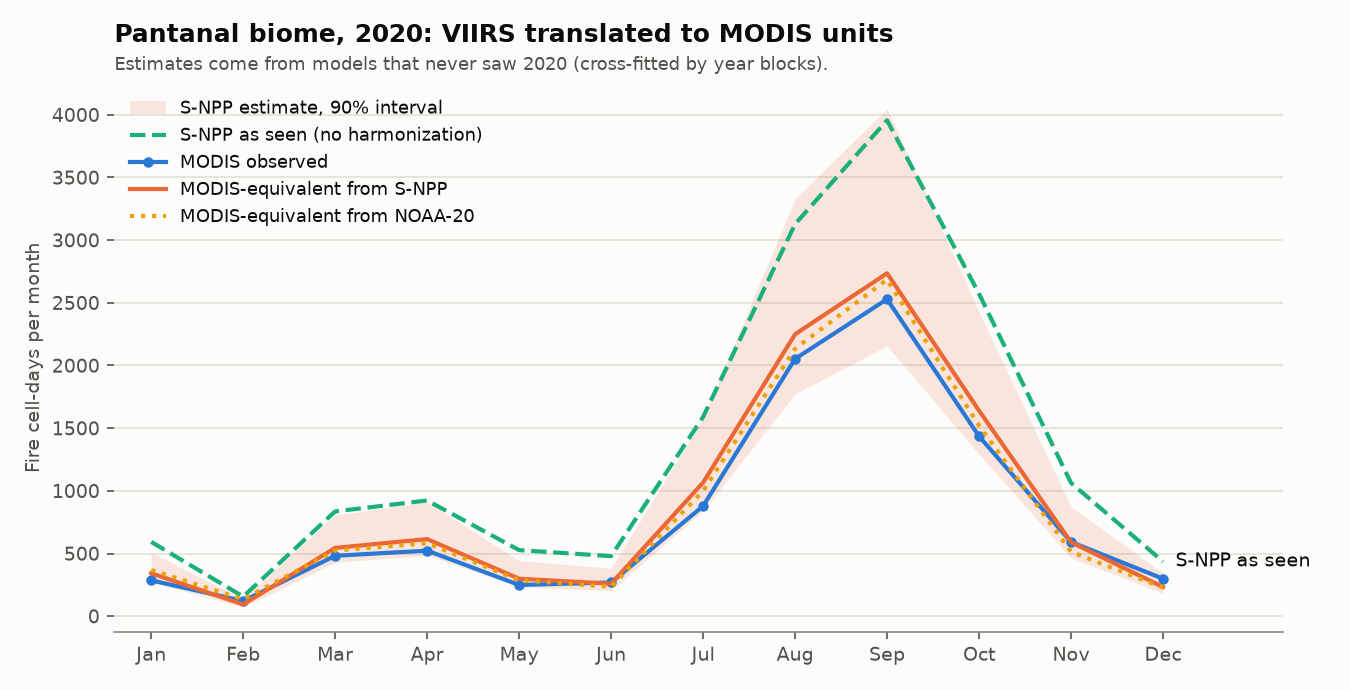 Pantanal biome, 2020: VIIRS translated to MODIS units
Estimates come from models that never saw 2020 (cross-fitted by year blocks).
S-NPP estimate, 90% interval
S-NPP as seen (no harmonization)
MODIS observed
MODIS-equivalent from S-NPP
MODIS-equivalent from NOAA-20
Fire cell-days per month
4000
3500
3000
2500
2000
1500
1000
500
0
S-NPP as seen
Jan Feb Mar Apr May Jun Jul Aug Sep Oct Nov Dec